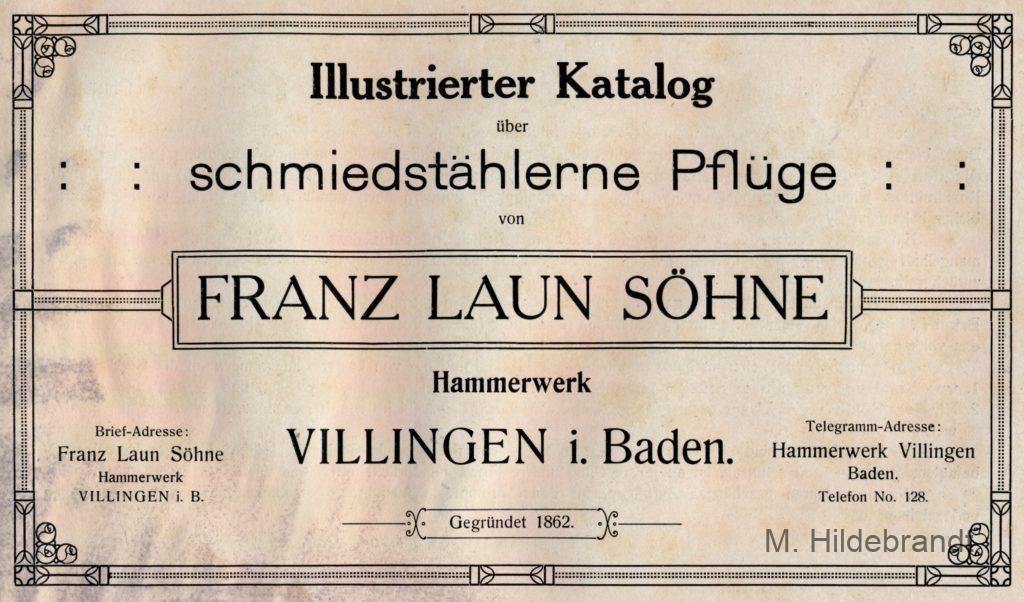 Illustrierter Katalog
über
: : schmiedstählerne Pflüge : :
von
FRANZ LAUN SÖHNE
Hammerwerk
VILLINGEN i. Baden.
Brief-Adresse:
Franz Laun Söhne
Hammerwerk
VILLINGEN i. B.
Telegramm-Adresse:
Hammerwerk Villingen
Baden.
Telefon No. 128.
Gegründet 1862.
M. Hildebrandt